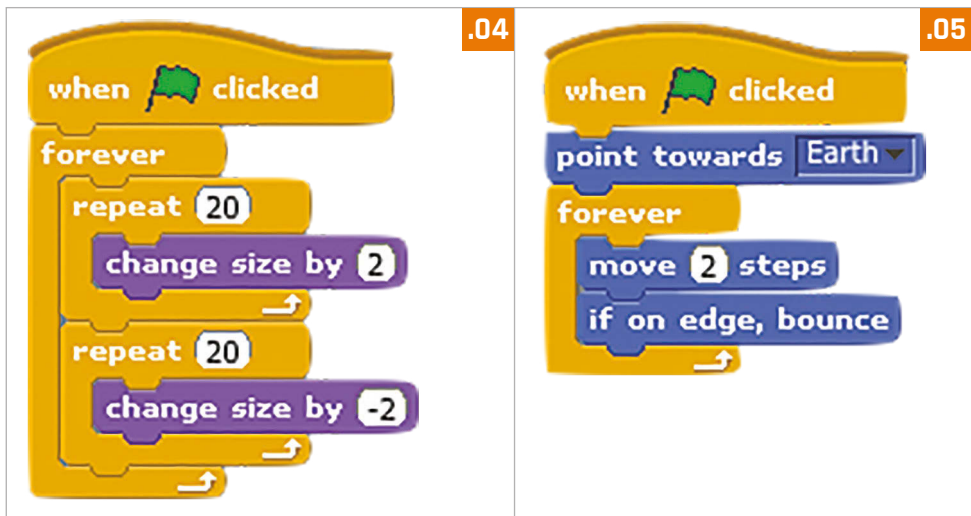 .04
when clicked
forever
repeat 20
change size by 2
repeat 20
change size by -2
.05
when clicked
point towards Earth
forever
move 2 steps
if on edge, bounce